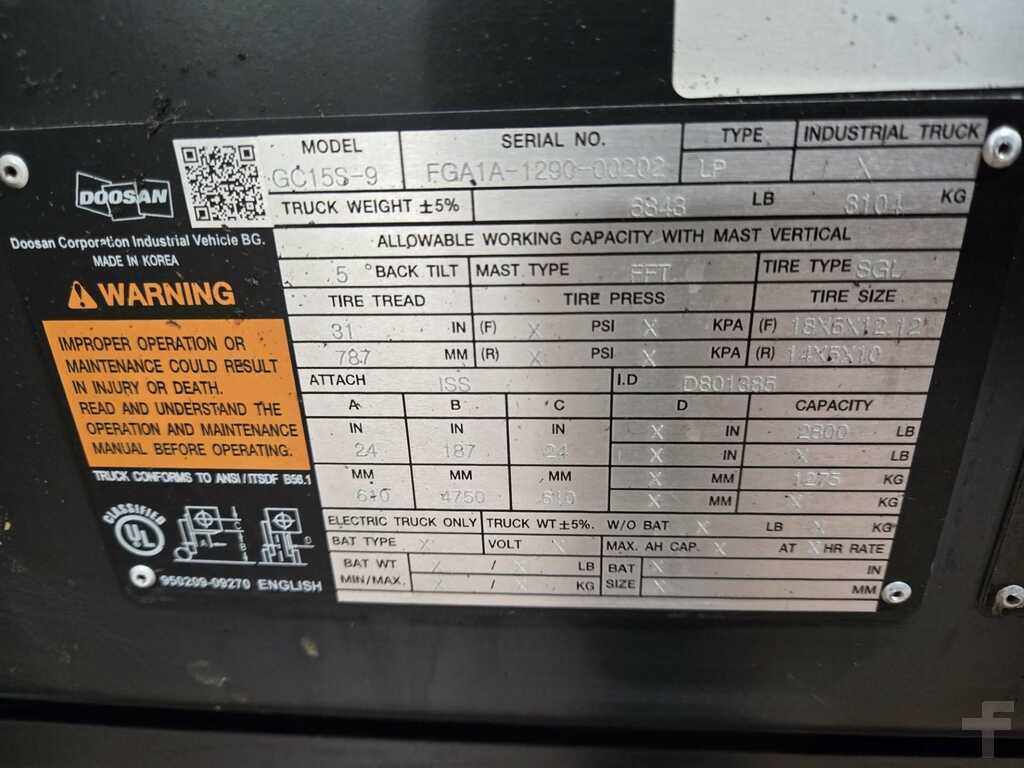 MODEL SERIAL NO. TYPE INDUSTRIAL TRUCK
GC15S-9 FGA1A-1290-00202 LP X
TRUCK WEIGHT ±5% 6843 LB 3104 KG
DOOSAN
Doosan Corporation Industrial Vehicle BG.
MADE IN KOREA
ALLOWABLE WORKING CAPACITY WITH MAST VERTICAL
5 °BACK TILT MAST TYPE FFT TIRE TYPE SGL
TIRE TREAD TIRE PRESS TIRE SIZE
31 IN (F) X PSI X KPA (F) 18X6X12.12
787 MM (R) X PSI X KPA (R) 14X5X10
ATTACH ISS I.D D801385
A B C D CAPACITY
IN IN IN X IN 2800 LB
24 187 24 X IN X LB
MM MM MM X MM 1275 KG
610 4750 610 X MM X KG
ELECTRIC TRUCK ONLY TRUCK WT ±5%. W/O BAT X LB X KG
BAT TYPE X VOLT X MAX. AH CAP. X AT X HR RATE
BAT WT X / X LB BAT X IN
MIN/MAX. X / X KG SIZE X MM
WARNING
IMPROPER OPERATION OR
MAINTENANCE COULD RESULT
IN INJURY OR DEATH.
READ AND UNDERSTAND THE
OPERATION AND MAINTENANCE
MANUAL BEFORE OPERATING.
TRUCK CONFORMS TO ANSI/ITSDF B56.1
CLASSIFIED
UL
C
A
B
D
950209-09270 ENGLISH